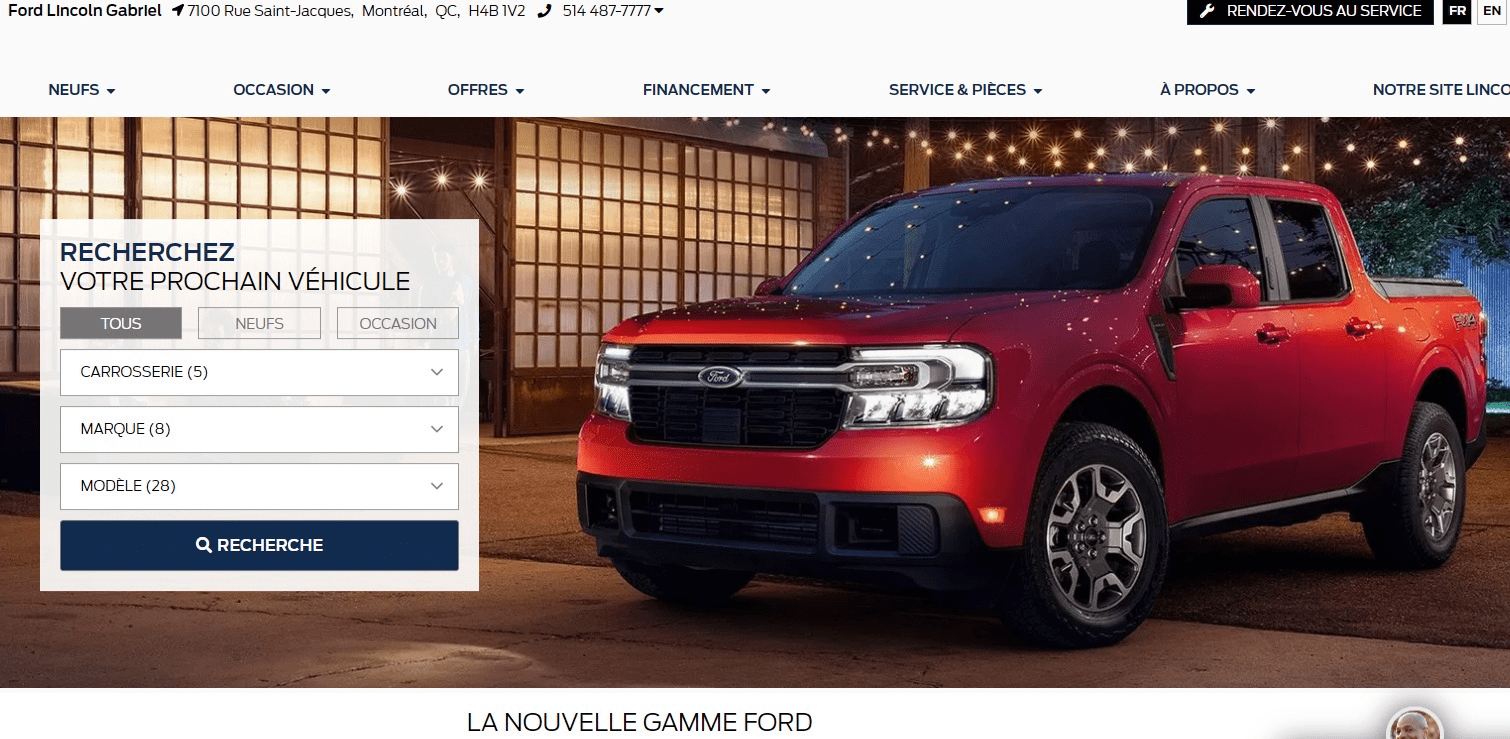 Ford LIncoln Gabriel 7100 Rue Saint-Jacques, Montréal, QC, H4B 1V2 514 487-7777 RENDEZ-VOUS AU SERVICE FR EN
NEUFS OCCASION OFFRES FINANCEMENT SERVICE & PIÈCES À PROPOS NOTRE SITE LINCO
RECHERCHEZ
VOTRE PROCHAIN VÉHICULE
TOUS NEUFS OCCASION
CARROSSERIE (5)
MARQUE (8)
MODÈLE (28)
RECHERCHE
Ford
FX4
LA NOUVELLE GAMME FORD